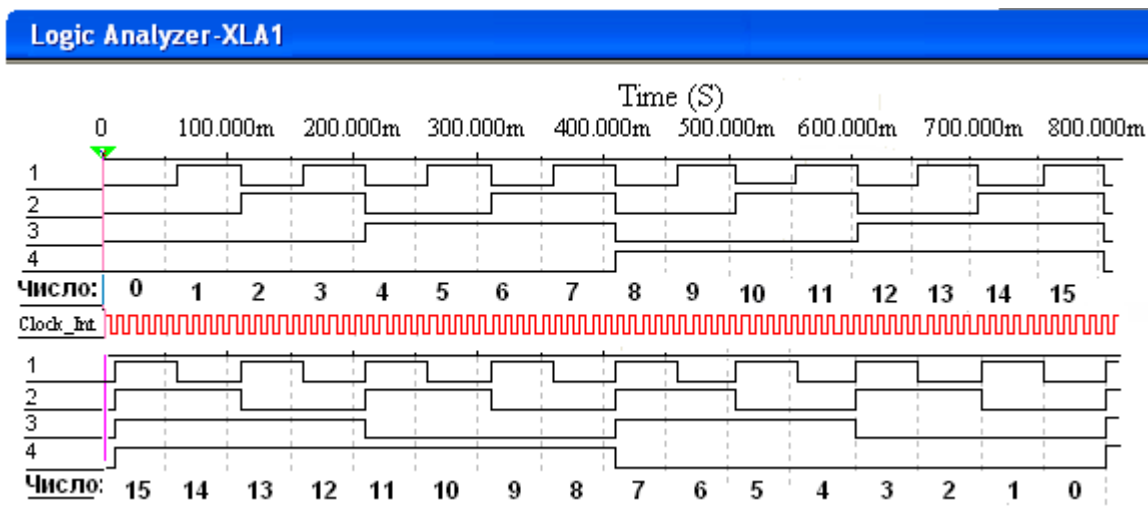 Logic Analyzer-XLA1
Time (S)
0 100.000m 200.000m 300.000m 400.000m 500.000m 600.000m 700.000m 800.000m
1
2
3
4
Число: 0 1 2 3 4 5 6 7 8 9 10 11 12 13 14 15
Clock_Int
1
2
3
4
Число: 15 14 13 12 11 10 9 8 7 6 5 4 3 2 1 0